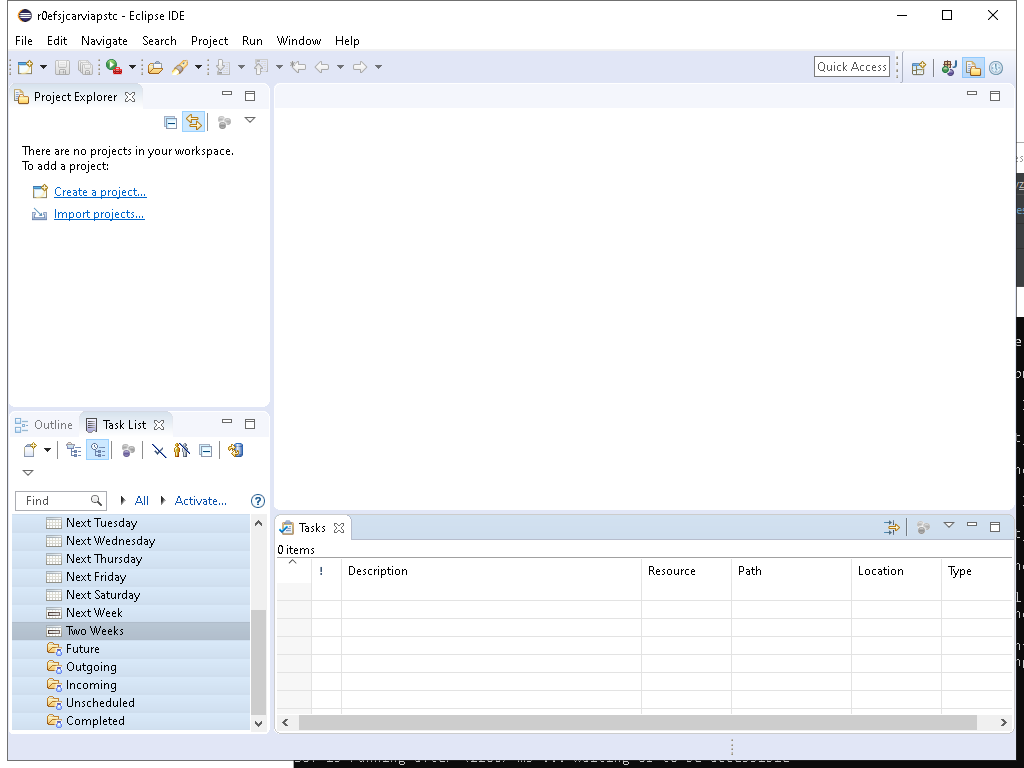 r0efsjcarviapstc - Eclipse IDE
File Edit Navigate Search Project Run Window Help
Quick Access
Project Explorer
There are no projects in your workspace.
To add a project:
Create a project...
Import projects...
Outline Task List
Find All Activate...
Next Tuesday
Next Wednesday
Next Thursday
Next Friday
Next Saturday
Next Week
Two Weeks
Future
Outgoing
Incoming
Unscheduled
Completed
Tasks
0 items
! Description Resource Path Location Type